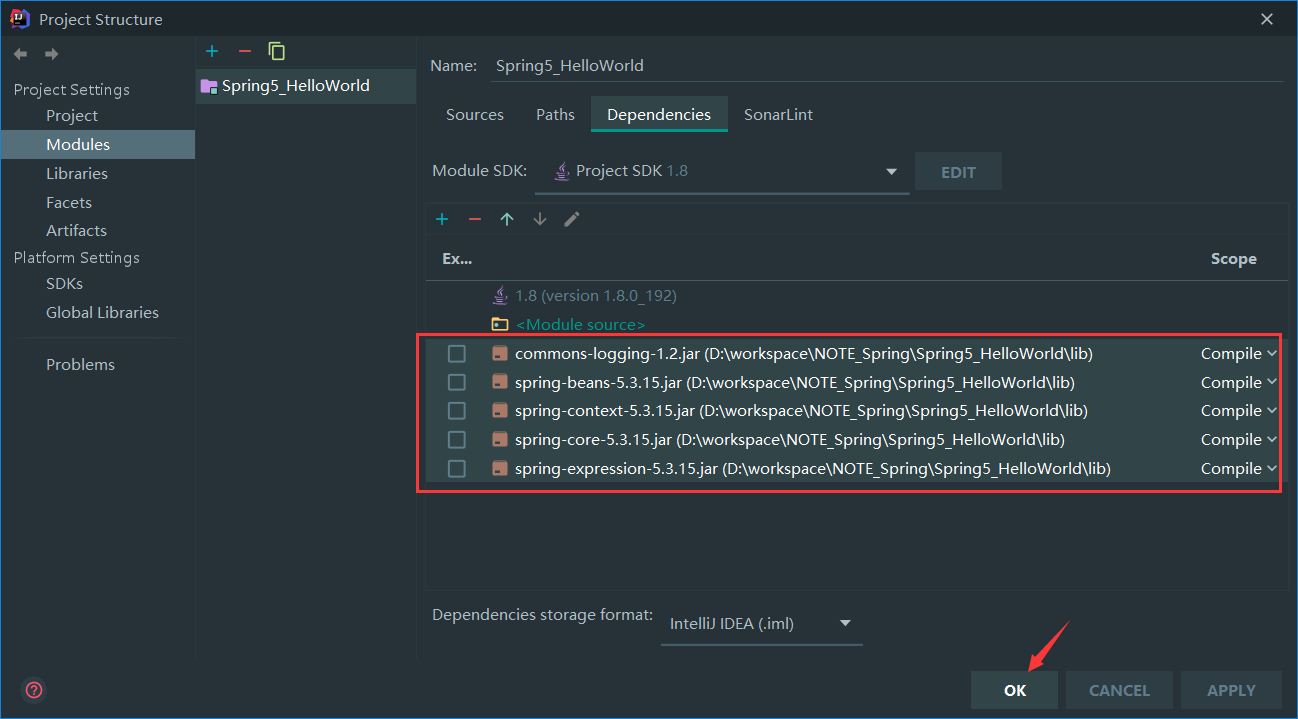 Project Structure
Project Settings
Project
Modules
Libraries
Facets
Artifacts
Platform Settings
SDKs
Global Libraries
Problems
Spring5_HelloWorld
Name: Spring5_HelloWorld
Sources Paths Dependencies SonarLint
Module SDK: Project SDK 1.8 EDIT
Ex... Scope
1.8 (version 1.8.0_192)
<Module source>
commons-logging-1.2.jar (D:\workspace\NOTE_Spring\Spring5_HelloWorld\lib) Compile
spring-beans-5.3.15.jar (D:\workspace\NOTE_Spring\Spring5_HelloWorld\lib) Compile
spring-context-5.3.15.jar (D:\workspace\NOTE_Spring\Spring5_HelloWorld\lib) Compile
spring-core-5.3.15.jar (D:\workspace\NOTE_Spring\Spring5_HelloWorld\lib) Compile
spring-expression-5.3.15.jar (D:\workspace\NOTE_Spring\Spring5_HelloWorld\lib) Compile
Dependencies storage format: IntelliJ IDEA (.iml)
? OK CANCEL APPLY